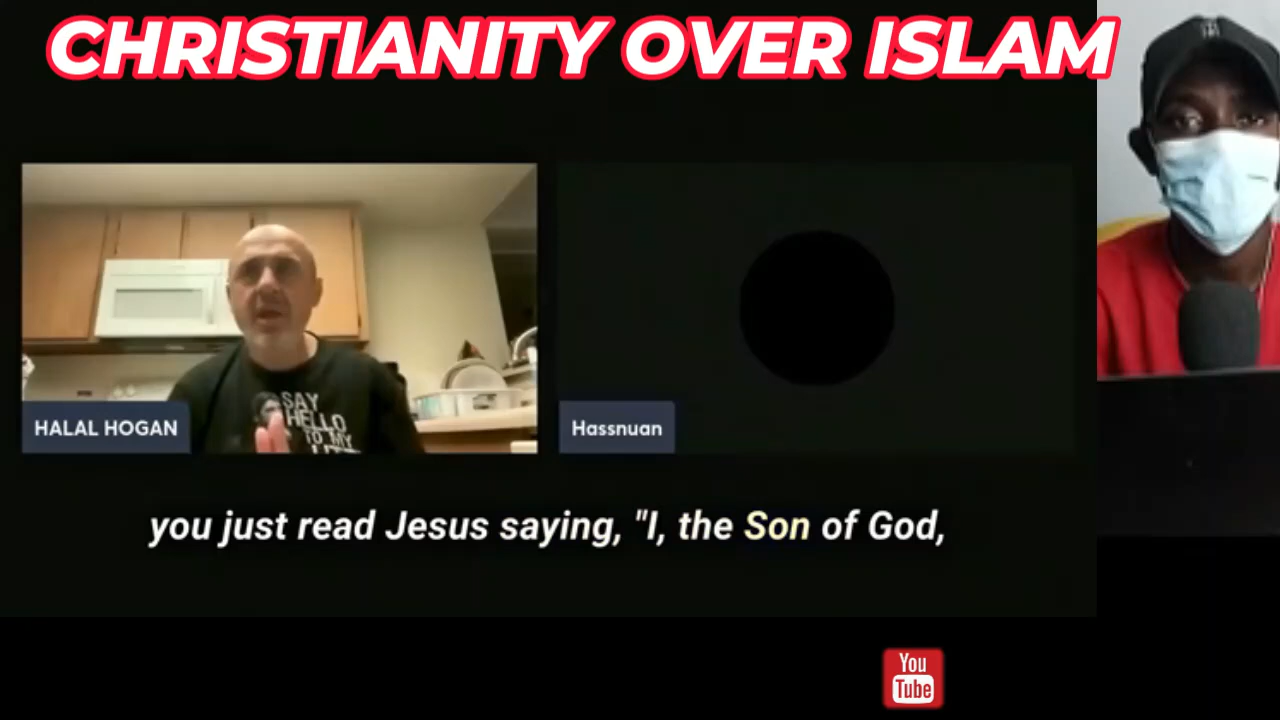 CHRISTIANITY OVER ISLAM
SAY
HELLO
TO MY
HALAL HOGAN
Hassnuan
you just read Jesus saying, "I, the Son of God,
You
Tube